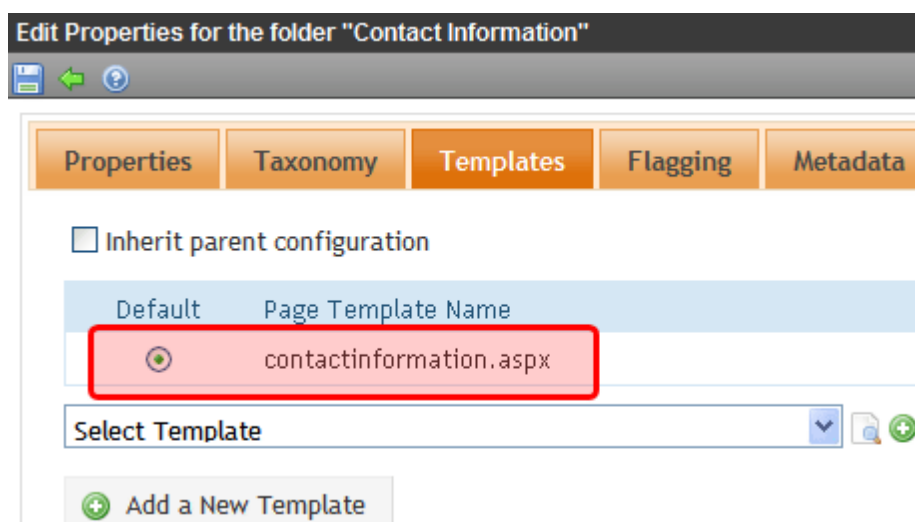 Edit Properties for the folder "Contact Information"
Properties Taxonomy Templates Flagging Metadata
Inherit parent configuration
Default Page Template Name
contactinformation.aspx
Select Template
Add a New Template